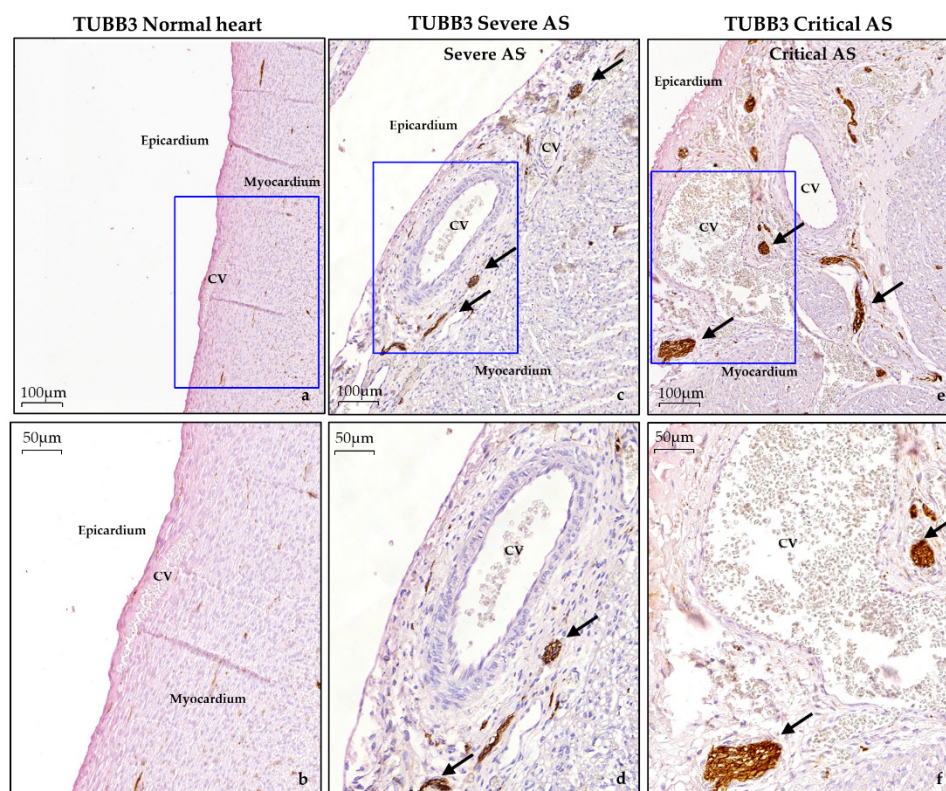 TUBB3 Normal heart
TUBB3 Severe AS
TUBB3 Critical AS
Epicardium
Myocardium
CV
100µm
a
Severe AS
Epicardium
CV
CV
Myocardium
100µm
c
Critical AS
Epicardium
CV
CV
Myocardium
100µm
e
50µm
Epicardium
CV
Myocardium
b
50µm
CV
d
50µm
CV
f